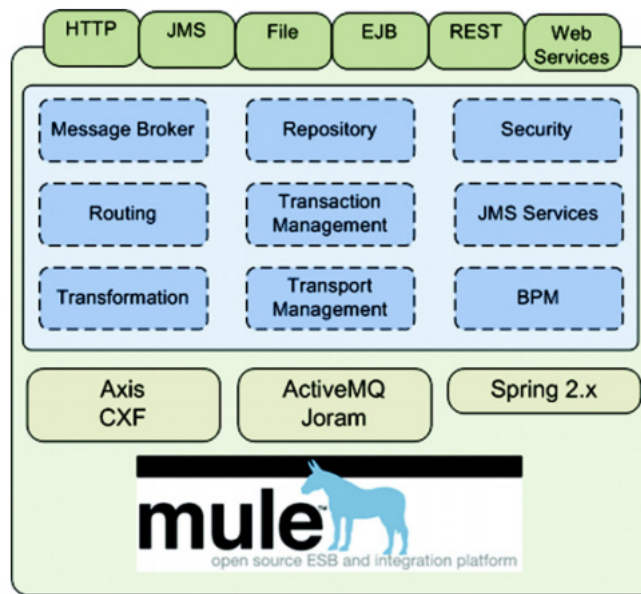 HTTP
JMS
File
EJB
REST
Web
Services
Message Broker
Repository
Security
Routing
Transaction
Management
JMS Services
Transformation
Transport
Management
BPM
Axis
CXF
ActiveMQ
Joram
Spring 2.x
mule™
open source ESB and integration platform